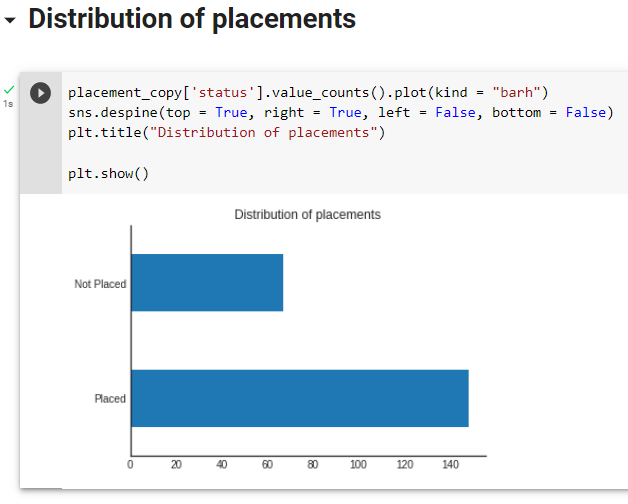 Distribution of placements
1s
placement_copy['status'].value_counts().plot(kind = "barh")
sns.despine(top = True, right = True, left = False, bottom = False)
plt.title("Distribution of placements")
plt.show()
Distribution of placements
Not Placed
Placed
0 20 40 60 80 100 120 140